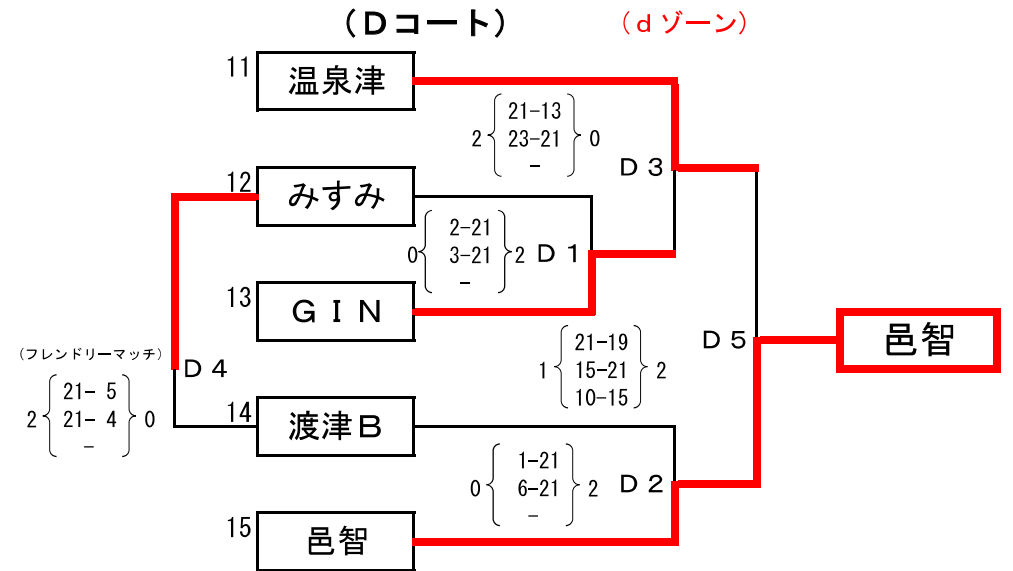 （Ｄコート）
（ｄゾーン）
11
温泉津
21-13
2 23-21 0
-
Ｄ３
12
みすみ
2-21
0 3-21 2
-
Ｄ１
13
ＧＩＮ
21-19
1 15-21 2
10-15
Ｄ５
邑智
（フレンドリーマッチ）
Ｄ４
21- 5
2 21- 4 0
-
14
渡津Ｂ
1-21
0 6-21 2
-
Ｄ２
15
邑智